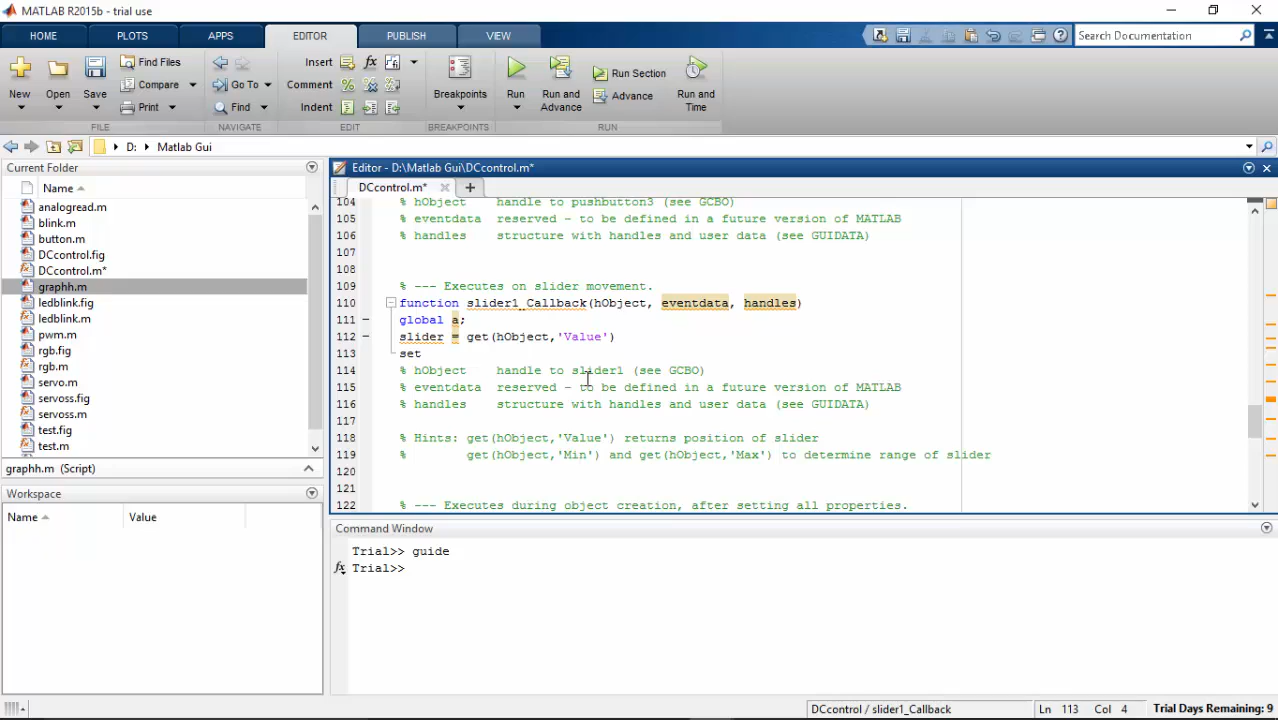 MATLAB R2015b - trial use
HOME PLOTS APPS EDITOR PUBLISH VIEW
Search Documentation
New Open Save
Find Files
Compare
Print
FILE
Go To
Find
NAVIGATE
Insert
Comment
Indent
EDIT
Breakpoints
BREAKPOINTS
Run
Run and Advance
Run Section
Advance
Run and Time
RUN
D: Matlab Gui
Current Folder
Name
analogread.m
blink.m
button.m
DCcontrol.fig
DCcontrol.m*
graphh.m
ledblink.fig
ledblink.m
pwm.m
rgb.fig
rgb.m
servo.m
servoss.fig
servoss.m
test.fig
test.m
graphh.m (Script)
Workspace
Name Value
Editor - D:\Matlab Gui\DCcontrol.m*
DCcontrol.m*
104 % hObject    handle to pushbutton3 (see GCBO)
105 % eventdata  reserved - to be defined in a future version of MATLAB
106 % handles    structure with handles and user data (see GUIDATA)
107
108
109 % --- Executes on slider movement.
110 function slider1_Callback(hObject, eventdata, handles)
111 global a;
112 slider = get(hObject,'Value')
113 set
114 % hObject    handle to slider1 (see GCBO)
115 % eventdata  reserved - to be defined in a future version of MATLAB
116 % handles    structure with handles and user data (see GUIDATA)
117
118 % Hints: get(hObject,'Value') returns position of slider
119 %        get(hObject,'Min') and get(hObject,'Max') to determine range of slider
120
121
122 % --- Executes during object creation, after setting all properties.
Command Window
Trial>> guide
fx Trial>>
DCcontrol / slider1_Callback Ln 113 Col 4 Trial Days Remaining: 9